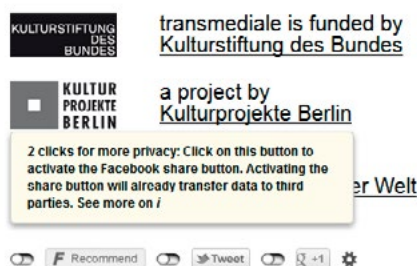 KULTURSTIFTUNG
DES
BUNDES
transmediale is funded by
Kulturstiftung des Bundes
KULTUR
PROJEKTE
BERLIN
a project by
Kulturprojekte Berlin
2 clicks for more privacy: Click on this button to
activate the Facebook share button. Activating the
share button will already transfer data to third
parties. See more on i
er Welt
F Recommend
Tweet
g +1